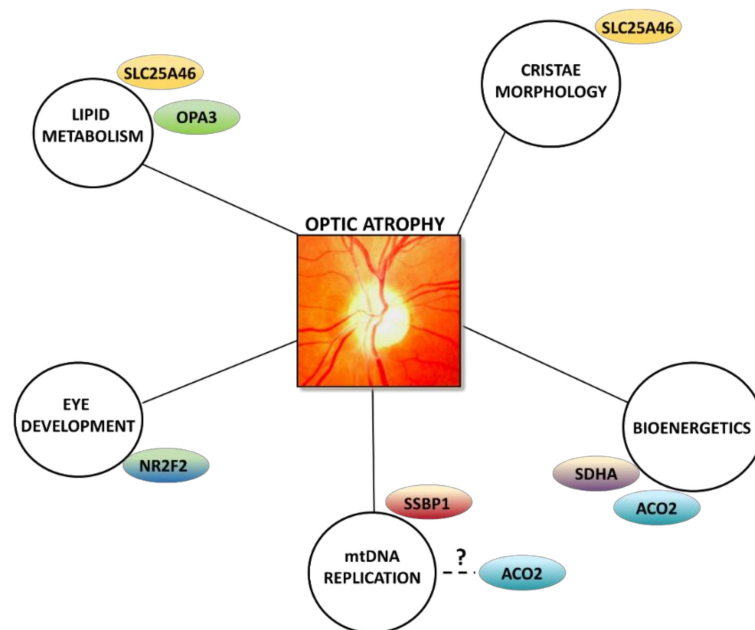 SLC25A46
CRISTAE
MORPHOLOGY
SLC25A46
LIPID
METABOLISM
OPA3
OPTIC ATROPHY
EYE
DEVELOPMENT
NR2F2
BIOENERGETICS
SDHA
ACO2
SSBP1
mtDNA
REPLICATION
?
ACO2